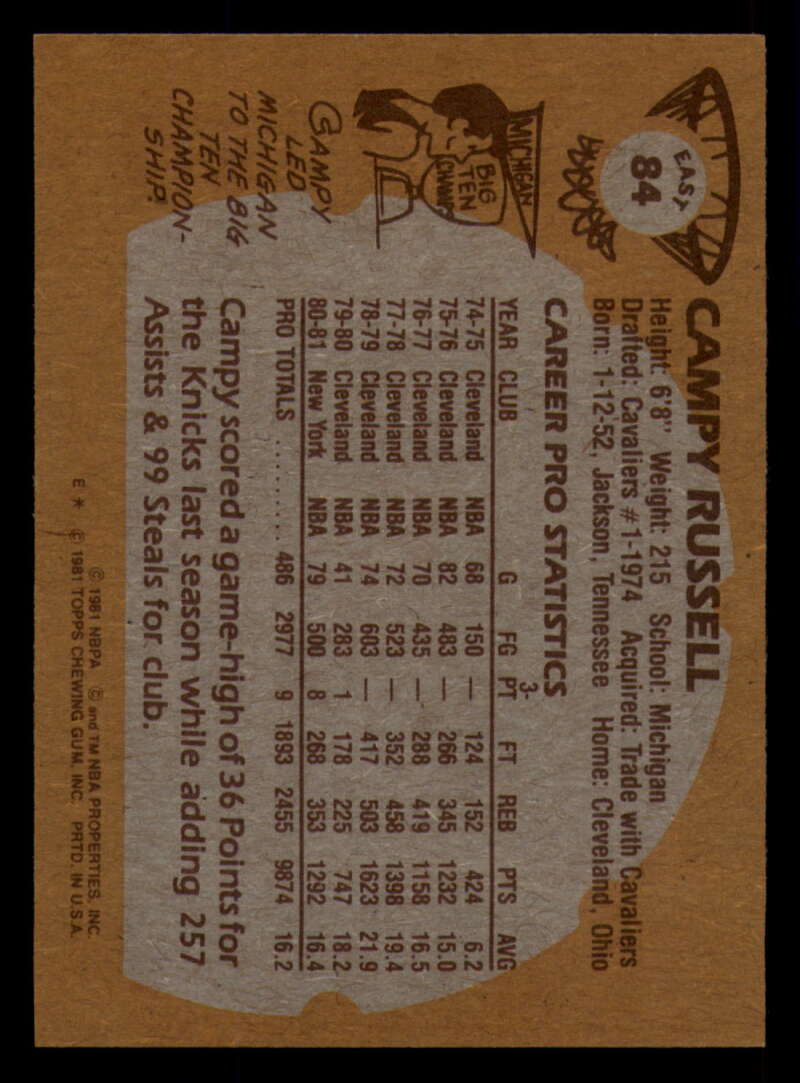 EAST
84
CAMPY RUSSELL
Height: 6'8" Weight: 215 School: Michigan
Drafted: Cavaliers #1-1974 Acquired: Trade with Cavaliers
Born: 1-12-52, Jackson, Tennessee Home: Cleveland, Ohio
CAREER PRO STATISTICS
YEAR CLUB G FG 3-PT FT REB PTS AVG
74-75 Cleveland NBA 68 150 — 124 152 424 6.2
75-76 Cleveland NBA 82 483 — 266 345 1232 15.0
76-77 Cleveland NBA 70 435 — 288 419 1158 16.5
77-78 Cleveland NBA 72 523 — 352 458 1398 19.4
78-79 Cleveland NBA 74 603 — 417 503 1623 21.9
79-80 Cleveland NBA 41 283 1 178 225 747 18.2
80-81 New York NBA 79 500 8 268 353 1292 16.4
PRO TOTALS ......... 486 2977 9 1893 2455 9874 16.2
MICHIGAN
BIG
TEN
CHAMPS
CAMPY
LED
MICHIGAN
TO THE BIG
TEN
CHAMPION-
SHIP.
Campy scored a game-high of 36 Points for
the Knicks last season while adding 257
Assists & 99 Steals for club.
© 1981 NBPA © and TM NBA PROPERTIES, INC.
E * © 1981 TOPPS CHEWING GUM, INC. PRTD. IN U.S.A.